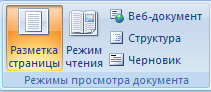 Разметка страницы
Режим чтения
Веб-документ
Структура
Черновик
Режимы просмотра документа